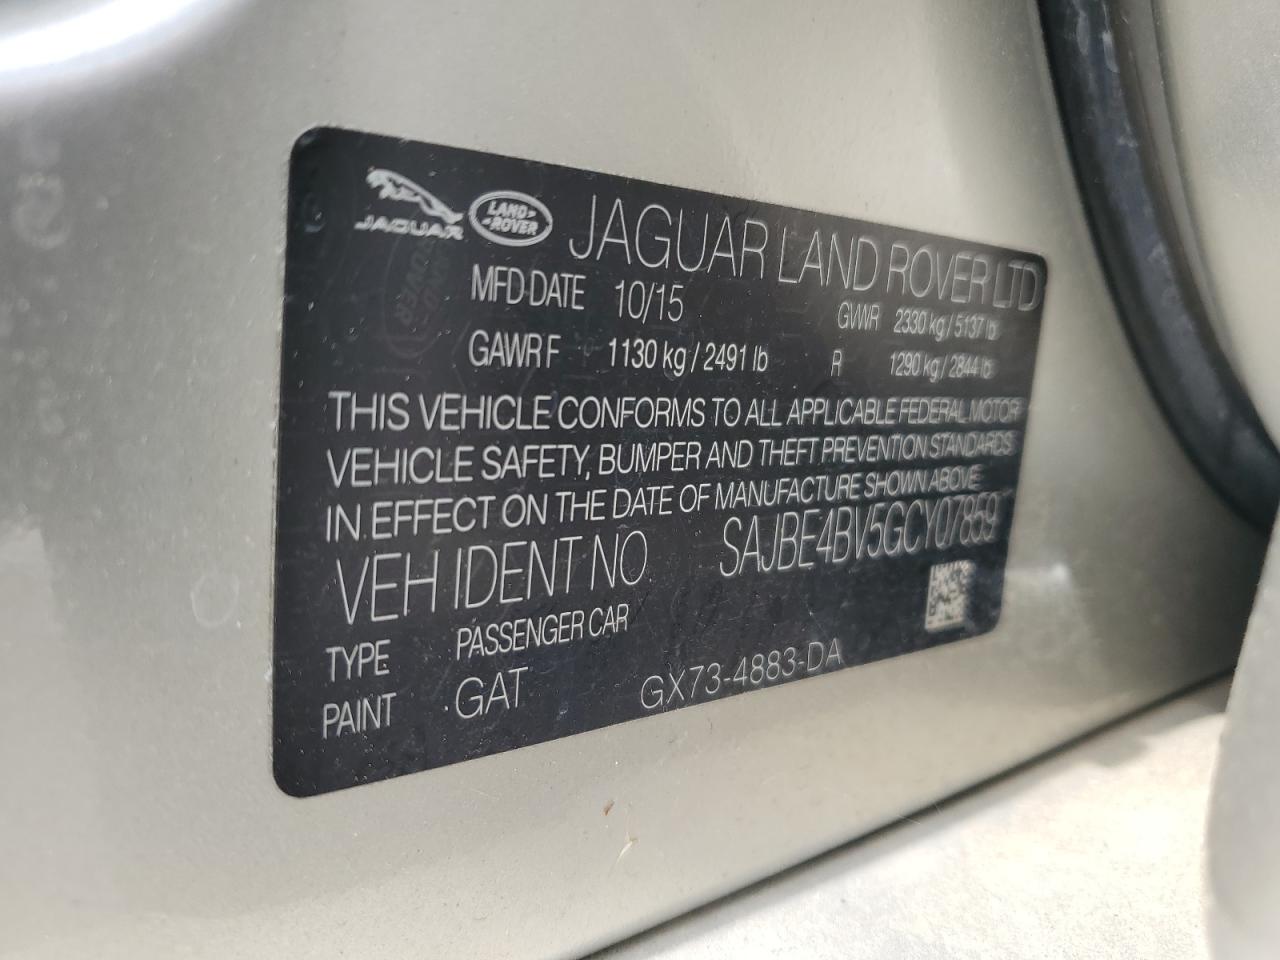 JAGUAR LAND ROVER JAGUAR LAND ROVER LTD
MFD DATE 10/15 GVWR 2330 kg / 5137 lb
GAWR F 1130 kg / 2491 lb R 1290 kg / 2844 lb
THIS VEHICLE CONFORMS TO ALL APPLICABLE FEDERAL MOTOR
VEHICLE SAFETY, BUMPER AND THEFT PREVENTION STANDARDS
IN EFFECT ON THE DATE OF MANUFACTURE SHOWN ABOVE
VEH IDENT NO SAJBE4BV5GCY07859
TYPE PASSENGER CAR
PAINT GAT GX73-4883-DA